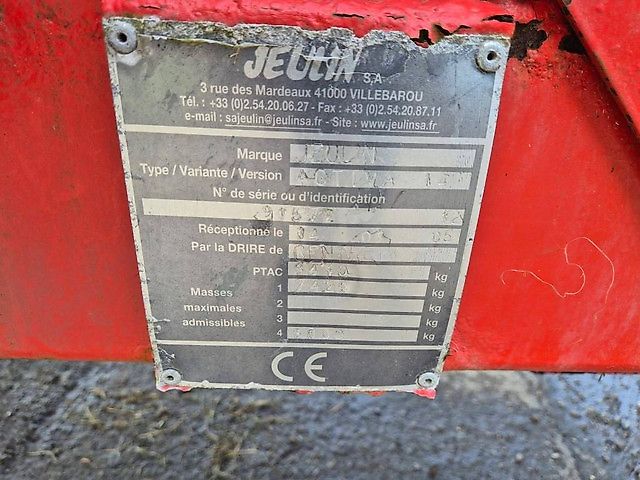 JEULIN S.A
3 rue des Mardeaux 41000 VILLEBAROU
Tél. : +33 (0)2.54.20.06.27 - Fax : +33 (0)2.54.20.87.11
e-mail : sajeulin@jeulinsa.fr - Site : www.jeulinsa.fr
Marque JEULIN
Type / Variante / Version
N° de série ou d'identification
Réceptionné le
Par la DRIRE de
PTAC kg
Masses 1 kg
maximales 2 kg
admissibles 3 kg
4 kg
CE